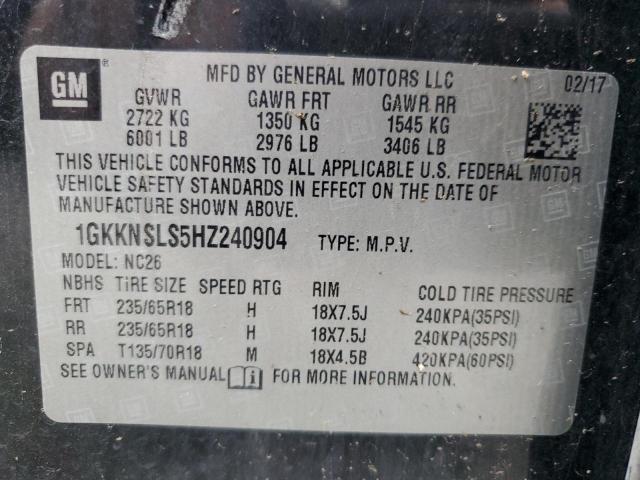 GM
MFD BY GENERAL MOTORS LLC 02/17
GVWR GAWR FRT GAWR RR
2722 KG 1350 KG 1545 KG
6001 LB 2976 LB 3406 LB
THIS VEHICLE CONFORMS TO ALL APPLICABLE U.S. FEDERAL MOTOR
VEHICLE SAFETY STANDARDS IN EFFECT ON THE DATE OF
MANUFACTURE SHOWN ABOVE.
1GKKNSLS5HZ240904 TYPE: M.P.V.
MODEL: NC26
NBHS TIRE SIZE SPEED RTG RIM COLD TIRE PRESSURE
FRT 235/65R18 H 18X7.5J 240KPA(35PSI)
RR 235/65R18 H 18X7.5J 240KPA(35PSI)
SPA T135/70R18 M 18X4.5B 420KPA(60PSI)
SEE OWNER'S MANUAL FOR MORE INFORMATION.